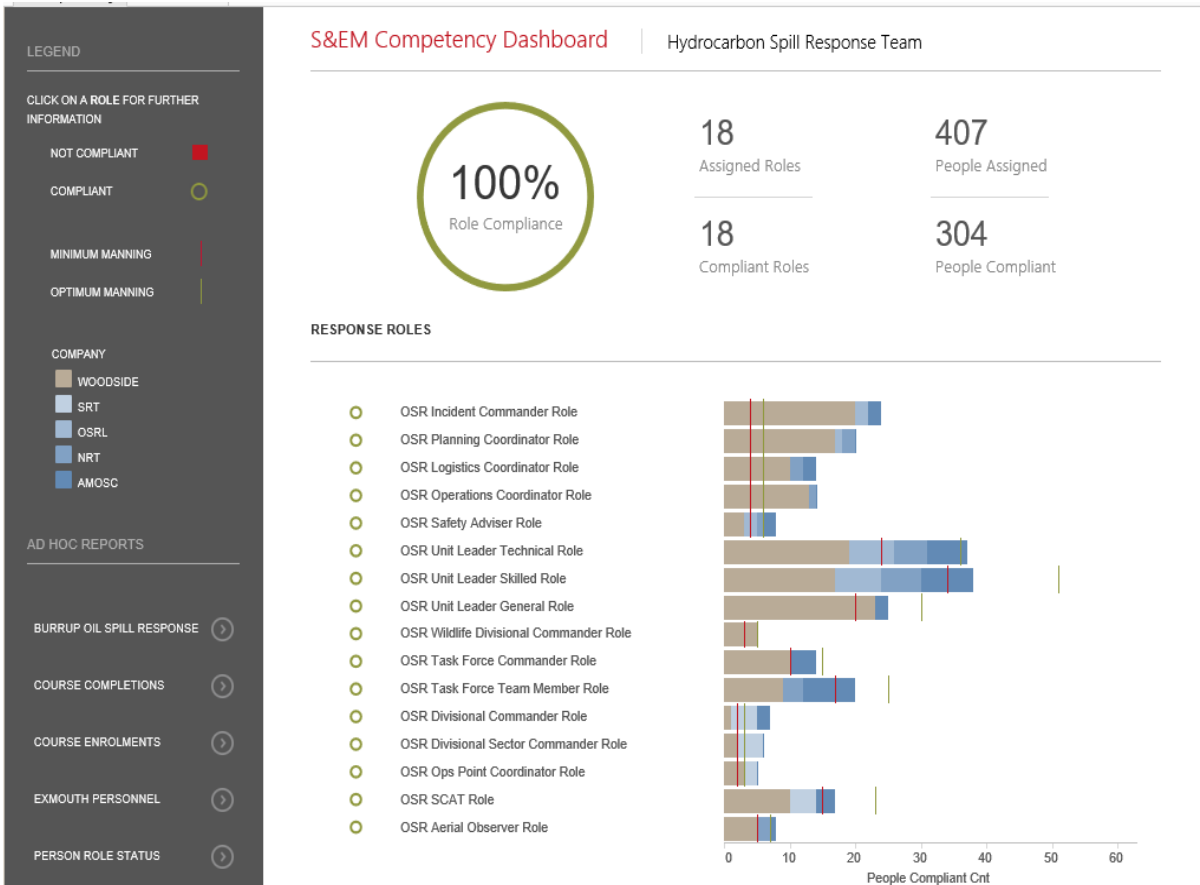 LEGEND
CLICK ON A ROLE FOR FURTHER
INFORMATION
NOT COMPLIANT
COMPLIANT
MINIMUM MANNING
OPTIMUM MANNING
COMPANY
WOODSIDE
SRT
OSRL
NRT
AMOSC
AD HOC REPORTS
BURRUP OIL SPILL RESPONSE
COURSE COMPLETIONS
COURSE ENROLMENTS
EXMOUTH PERSONNEL
PERSON ROLE STATUS
S&EM Competency Dashboard
Hydrocarbon Spill Response Team
100%
Role Compliance
18
Assigned Roles
407
People Assigned
18
Compliant Roles
304
People Compliant
RESPONSE ROLES
OSR Incident Commander Role
OSR Planning Coordinator Role
OSR Logistics Coordinator Role
OSR Operations Coordinator Role
OSR Safety Adviser Role
OSR Unit Leader Technical Role
OSR Unit Leader Skilled Role
OSR Unit Leader General Role
OSR Wildlife Divisional Commander Role
OSR Task Force Commander Role
OSR Task Force Team Member Role
OSR Divisional Commander Role
OSR Divisional Sector Commander Role
OSR Ops Point Coordinator Role
OSR SCAT Role
OSR Aerial Observer Role
0 10 20 30 40 50 60
People Compliant Cnt